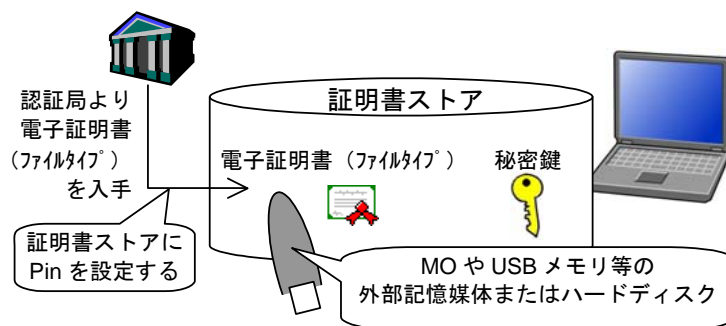 認証局より
電子証明書
(ファイルタイプ)
を入手
証明書ストア
電子証明書(ファイルタイプ)
秘密鍵
証明書ストアに
Pin を設定する
MO や USB メモリ等の
外部記憶媒体またはハードディスク